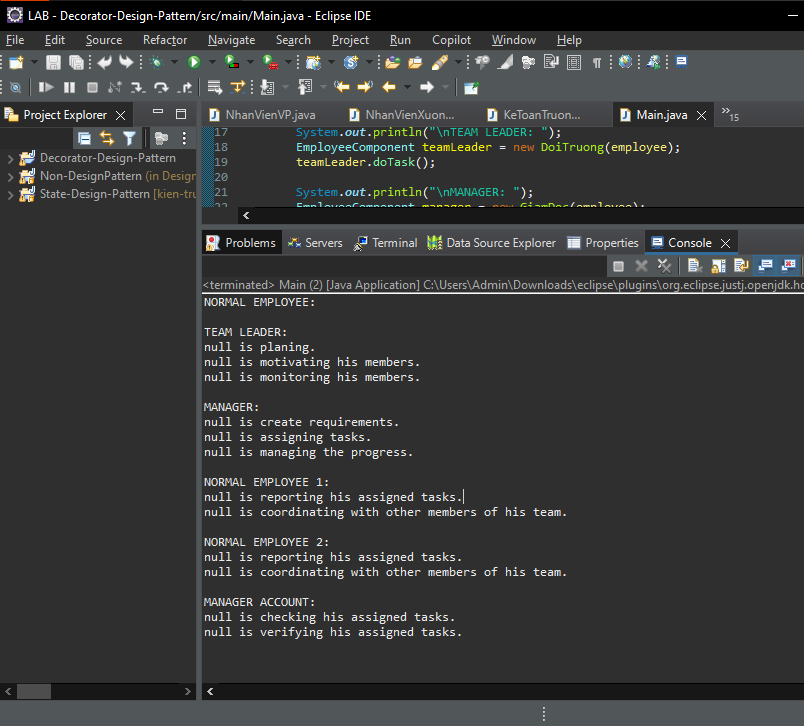 LAB - Decorator-Design-Pattern/src/main/Main.java - Eclipse IDE
File Edit Source Refactor Navigate Search Project Run Copilot Window Help
Project Explorer
Decorator-Design-Pattern
Non-DesignPattern (in Design
State-Design-Pattern [kien-tru
NhanVienVP.java NhanVienXuon... KeToanTruon... Main.java »15
17 System.out.println("\nTEAM LEADER: ");
18 EmployeeComponent teamLeader = new DoiTruong(employee);
19 teamLeader.doTask();
20
21 System.out.println("\nMANAGER: ");
22 EmployeeComponent manager = new GiamDoc(employee);
Problems Servers Terminal Data Source Explorer Properties Console
<terminated> Main (2) [Java Application] C:\Users\Admin\Downloads\eclipse\plugins\org.eclipse.justj.openjdk.ho
NORMAL EMPLOYEE:
TEAM LEADER:
null is planing.
null is motivating his members.
null is monitoring his members.
MANAGER:
null is create requirements.
null is assigning tasks.
null is managing the progress.
NORMAL EMPLOYEE 1:
null is reporting his assigned tasks.
null is coordinating with other members of his team.
NORMAL EMPLOYEE 2:
null is reporting his assigned tasks.
null is coordinating with other members of his team.
MANAGER ACCOUNT:
null is checking his assigned tasks.
null is verifying his assigned tasks.